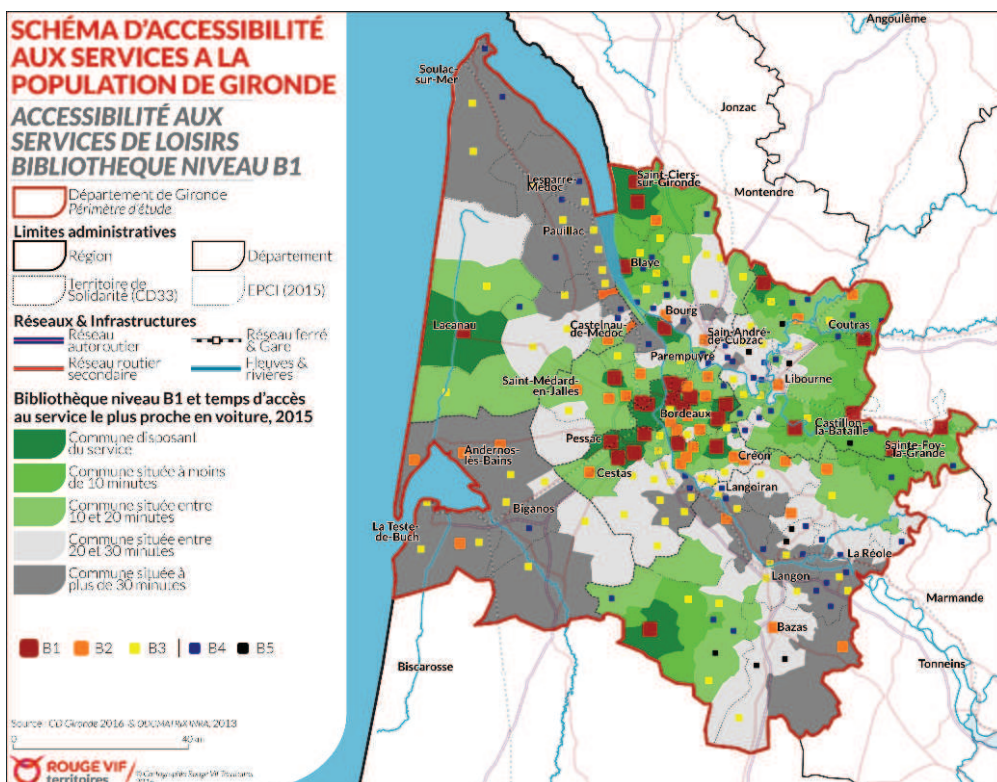 SCHÉMA D'ACCESSIBILITÉ
AUX SERVICES A LA
POPULATION DE GIRONDE
ACCESSIBILITÉ AUX
SERVICES DE LOISIRS
BIBLIOTHEQUE NIVEAU B1
Département de Gironde
Périmètre d'étude
Limites administratives
Région
Département
Territoire de
Solidarité (CD33)
EPCI (2015)
Réseaux & Infrastructures
Réseau
autoroutier
Réseau ferré
& Gare
Réseau routier
secondaire
Fleuves &
rivières
Bibliothèque niveau B1 et temps d'accès
au service le plus proche en voiture, 2015
Commune disposant
du service
Commune située à moins
de 10 minutes
Commune située entre
10 et 20 minutes
Commune située entre
20 et 30 minutes
Commune située à
plus de 30 minutes
B1 B2 B3 | B4 B5
Source : CD Gironde 2016 & INRA, 2013
0 40
ROUGE VIF
territoires
© Cartographie Rouge Vif Territoires
Angoulême
Soulac-
sur-Mer
Jonzac
Lesparre-
Médoc
Saint-Ciers-
sur-Gironde
Montendre
Pauillac
Blaye
Lacanau
Castelnau-
de-Médoc
Bourg
Sain-André-
de-Cubzac
Coutras
Parempuyre
Libourne
Saint-Médard-
en-Jalles
Bordeaux
Castillon-
la-Bataille
Pessac
Sainte-Foy-
la-Grande
Andernos-
les-Bains
Cestas
Créon
Langoiran
Biganos
La Teste-
de-Buch
La Réole
Langon
Marmande
Bazas
Biscarosse
Tonneins